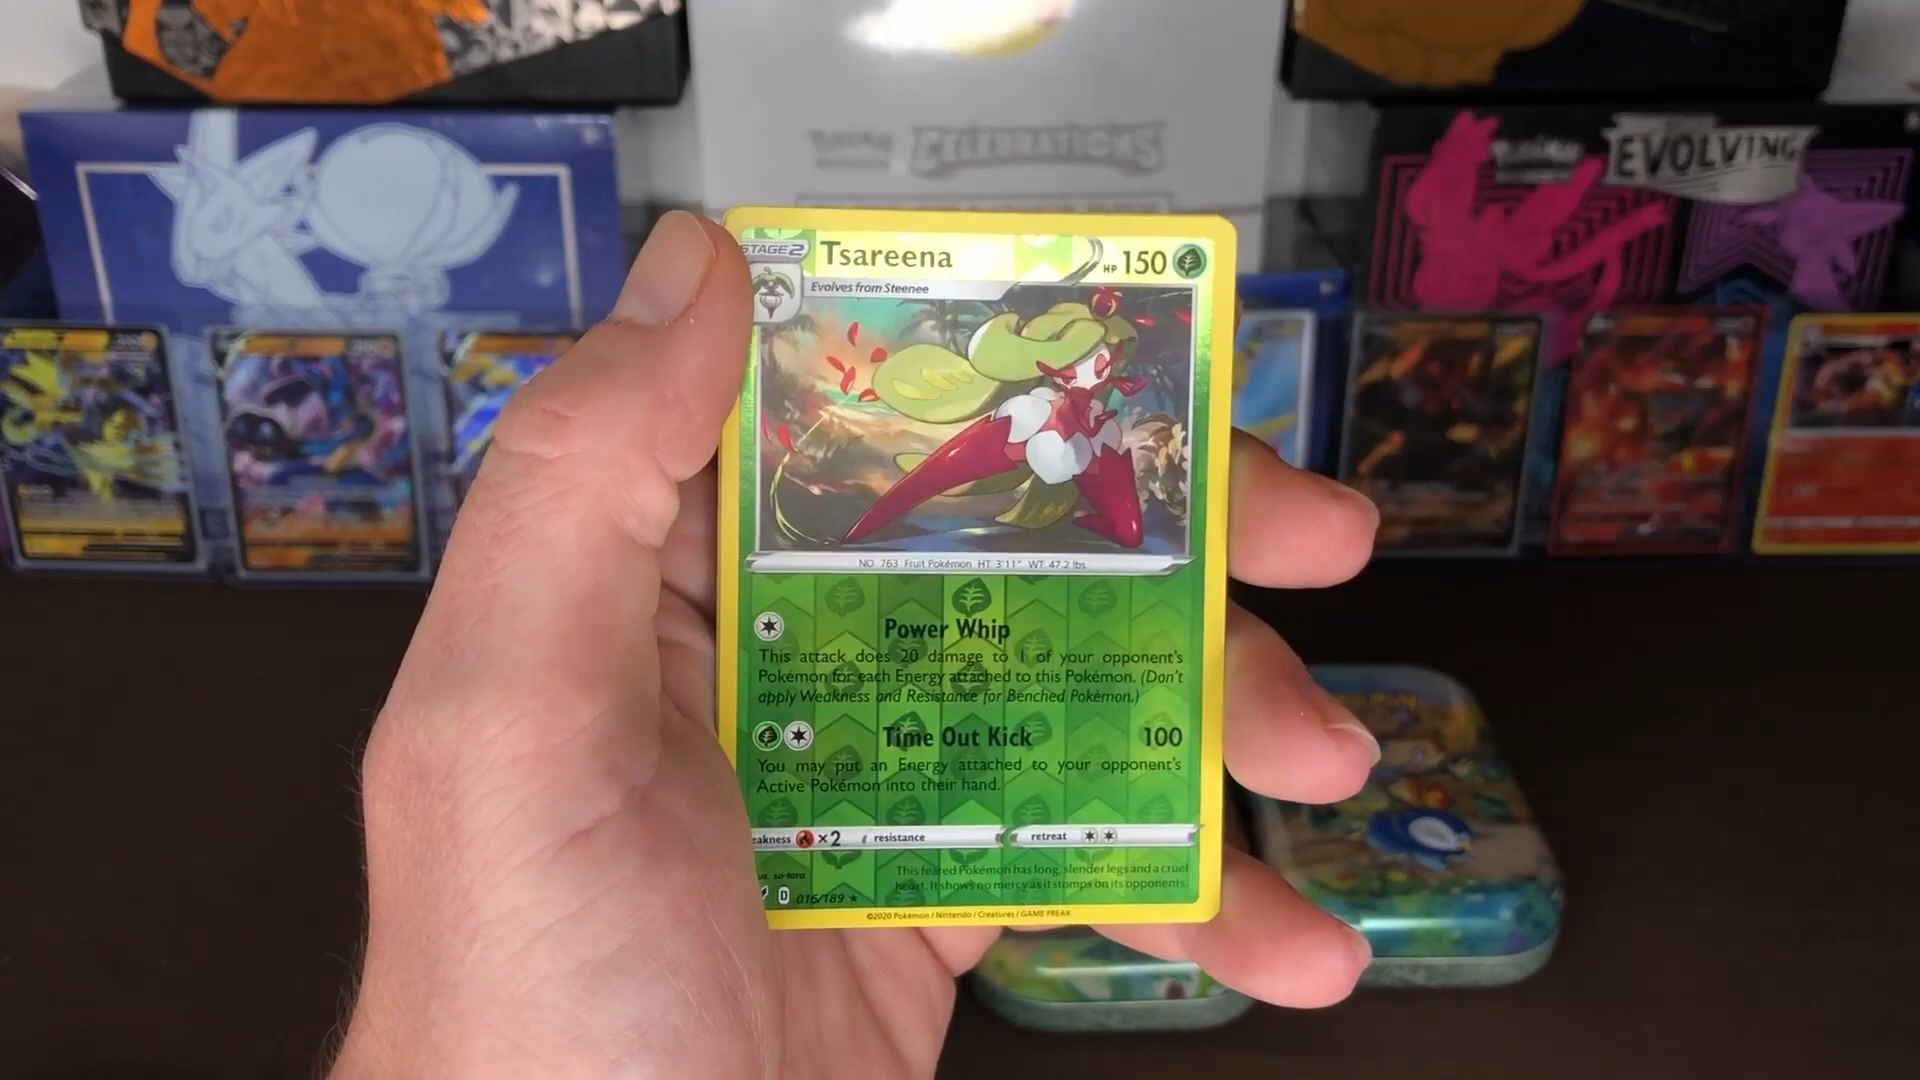 CELEBRATIONS
EVOLVING
STAGE2
Tsareena
HP 150
Evolves from Steenee
NO. 763 Fruit Pokémon HT: 3'11" WT: 47.2 lbs
Power Whip
This attack does 20 damage to 1 of your opponent's
Pokémon for each Energy attached to this Pokémon. (Don't
apply Weakness and Resistance for Benched Pokémon.)
Time Out Kick 100
You may put an Energy attached to your opponent's
Active Pokémon into their hand.
eakness ×2 resistance retreat
This feared Pokémon has long, slender legs and a cruel
heart. It shows no mercy as it stomps on its opponents.
us. so-taro
D 016/189 ★
©2020 Pokémon / Nintendo / Creatures / GAME FREAK